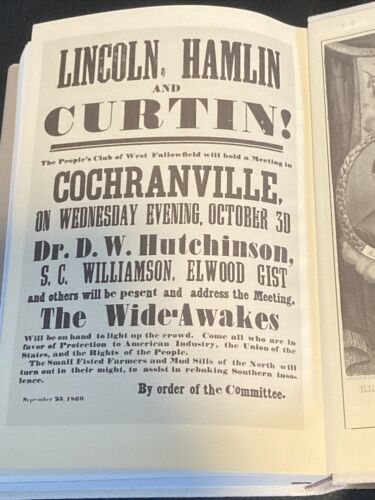 LINCOLN, HAMLIN
AND
CURTIN!
The People's Club of West Fallowfield will hold a Meeting in
COCHRANVILLE,
ON WEDNESDAY EVENING, OCTOBER 3D
Dr. D. W. Hutchinson,
S. C. WILLIAMSON, ELWOOD GIST
and others will be pesent and address the Meeting.
The Wide-Awakes
Will be on hand to light up the crowd. Come all who are in
favor of Protection to American Industry, the Union of the
States, and the Rights of the People.
The Small Fisted Farmers and Mud Sills of the North will
turn out in their might, to assist in rebuking Southern inso-
lence.
By order of the Committee.
September 25, 1860.